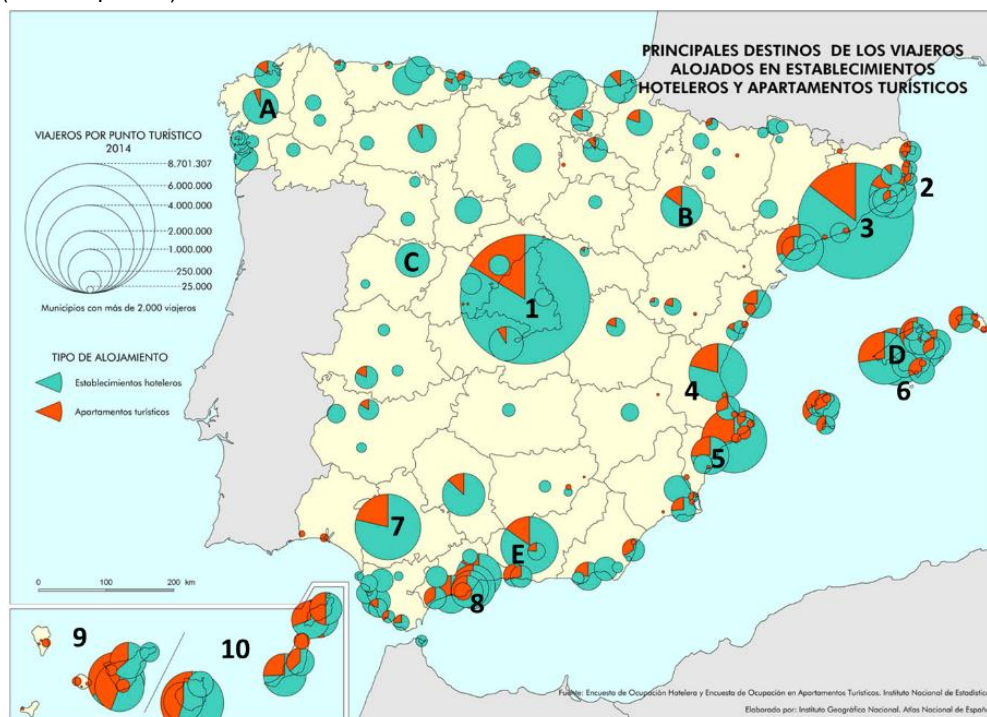 PRINCIPALES DESTINOS DE LOS VIAJEROS
ALOJADOS EN ESTABLECIMIENTOS
HOTELEROS Y APARTAMENTOS TURÍSTICOS
VIAJEROS POR PUNTO TURÍSTICO
2014
8.701.307
6.000.000
4.000.000
2.000.000
1.000.000
250.000
25.000
Municipios con más de 2.000 viajeros
TIPO DE ALOJAMIENTO
Establecimientos hoteleros
Apartamentos turísticos
A
B
2
3
C
1
D
4
6
5
7
E
8
0 100 200 km
9
10
Fuente: Encuesta de Ocupación Hotelera y Encuesta de Ocupación en Apartamentos Turísticos. Instituto Nacional de Estadístic
Elaborado por: Instituto Geográfico Nacional. Atlas Nacional de Españ